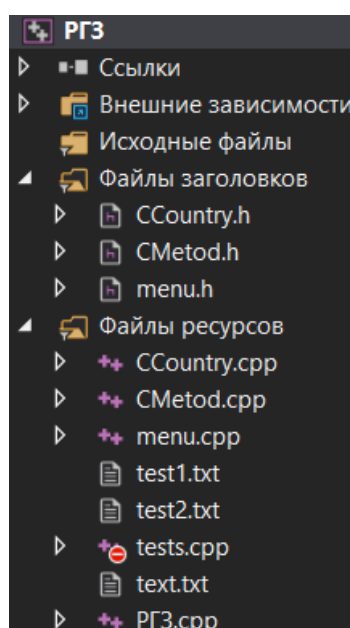 РГЗ
Ссылки
Внешние зависимости
Исходные файлы
Файлы заголовков
CCountry.h
CMetod.h
menu.h
Файлы ресурсов
CCountry.cpp
CMetod.cpp
menu.cpp
test1.txt
test2.txt
tests.cpp
text.txt
РГЗ.cpp